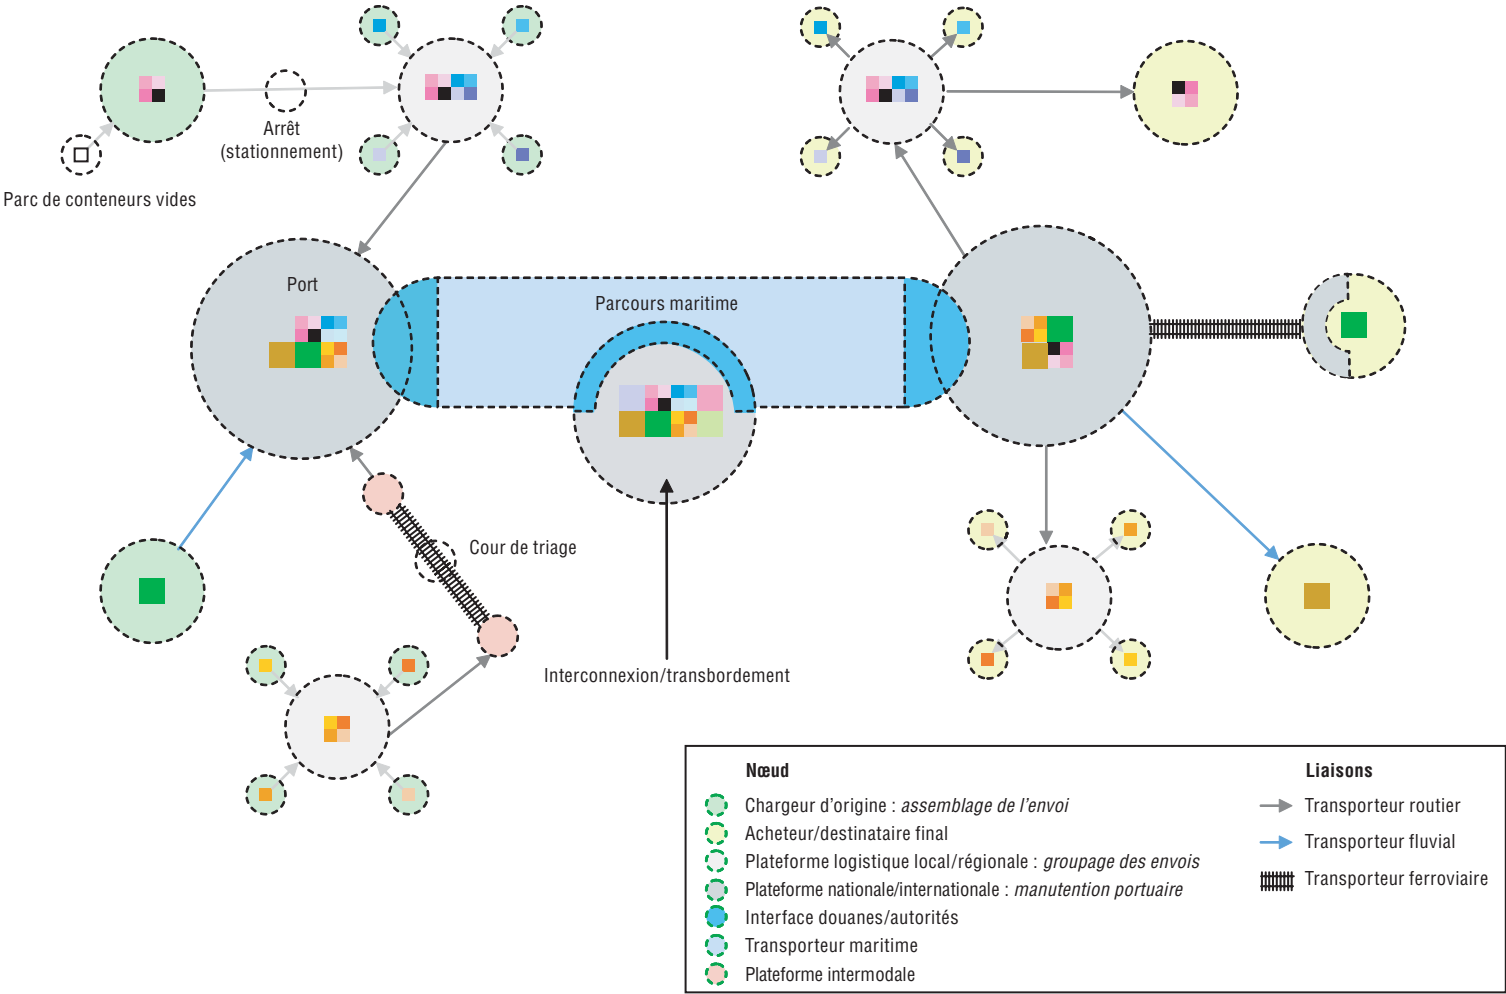 Arrêt
(stationnement)
Parc de conteneurs vides
Port
Parcours maritime
Cour de triage
Interconnexion/transbordement
Nœud
Chargeur d'origine : assemblage de l'envoi
Acheteur/destinataire final
Plateforme logistique local/régionale : groupage des envois
Plateforme nationale/internationale : manutention portuaire
Interface douanes/autorités
Transporteur maritime
Plateforme intermodale
Liaisons
Transporteur routier
Transporteur fluvial
Transporteur ferroviaire